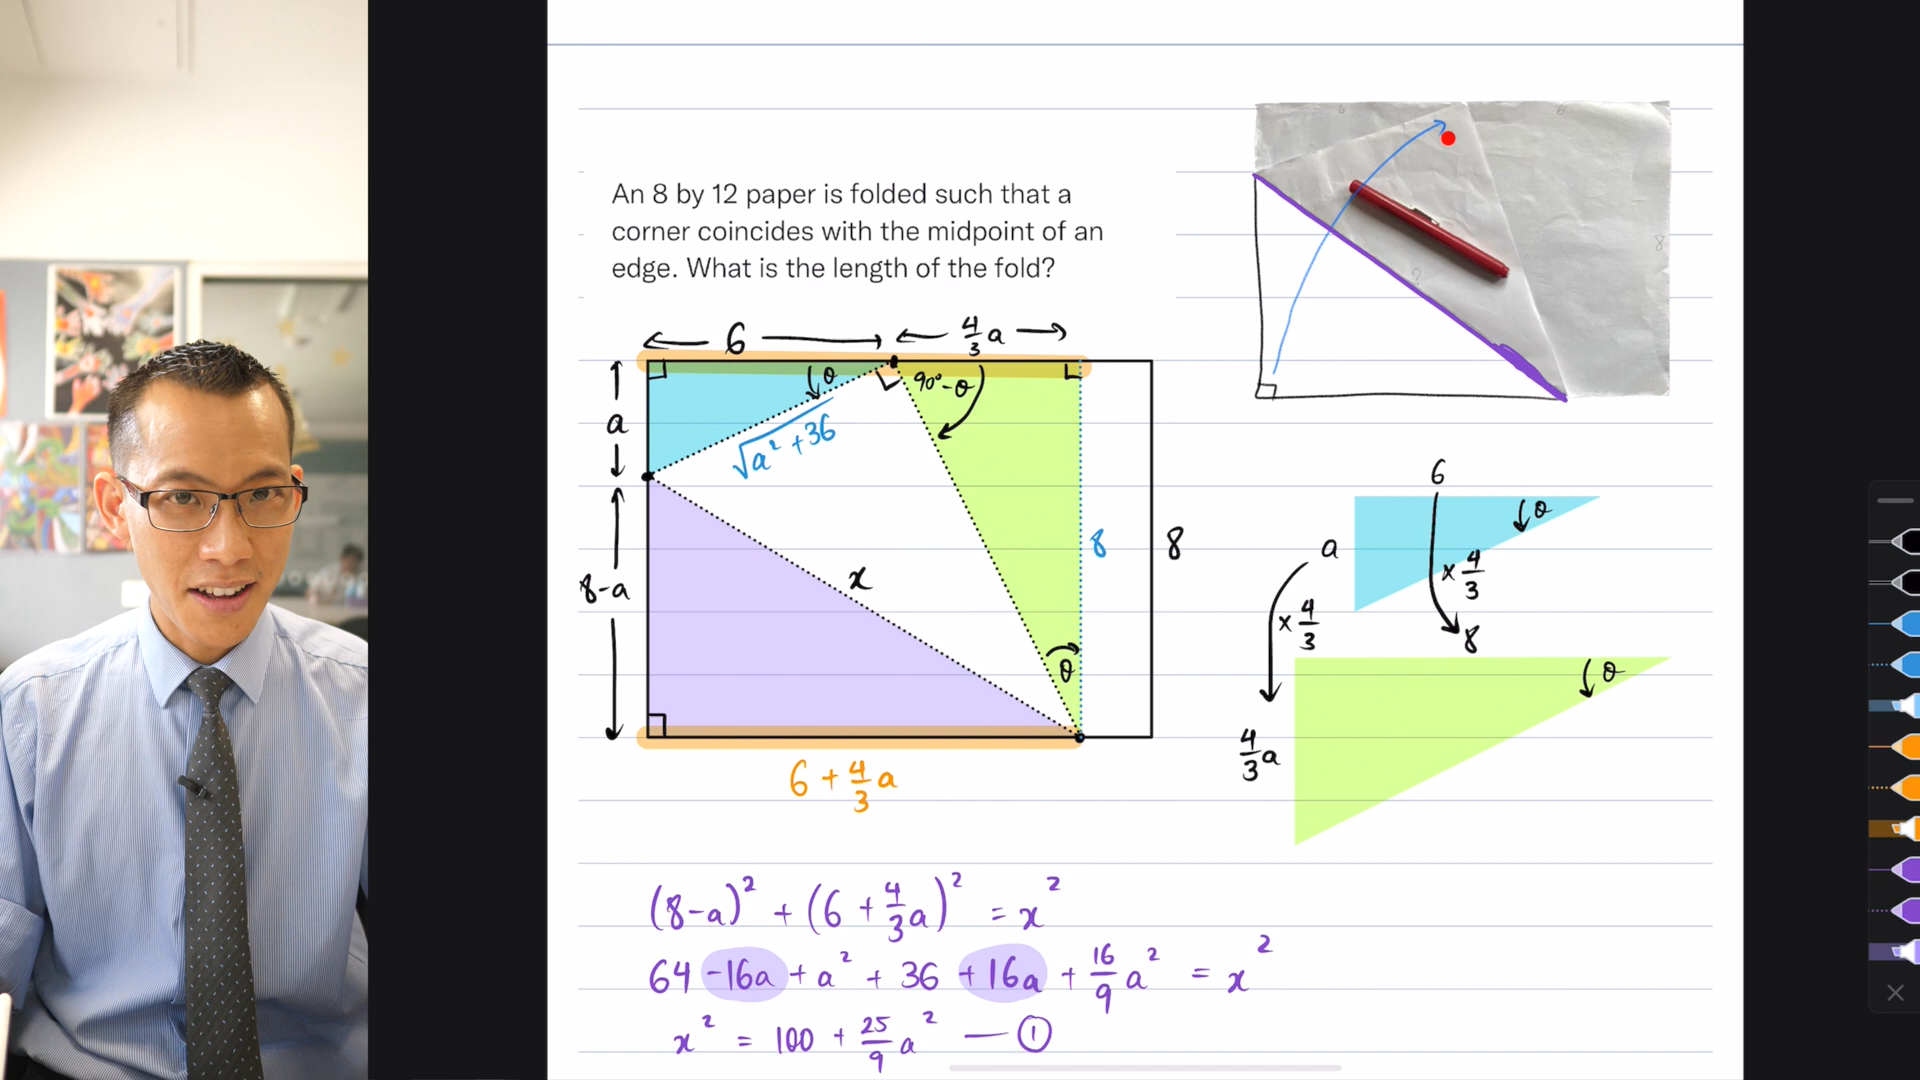 An 8 by 12 paper is folded such that a
corner coincides with the midpoint of an
edge. What is the length of the fold?
6
4/3 a
a
θ
90°-θ
√a²+36
8-a
x
8
8
θ
6 + 4/3 a
6
8
?
6
θ
a
× 4/3
× 4/3
8
θ
4/3 a
(8-a)² + (6 + 4/3 a)² = x²
64 -16a + a² + 36 +16a + 16/9 a² = x²
x² = 100 + 25/9 a² — ①